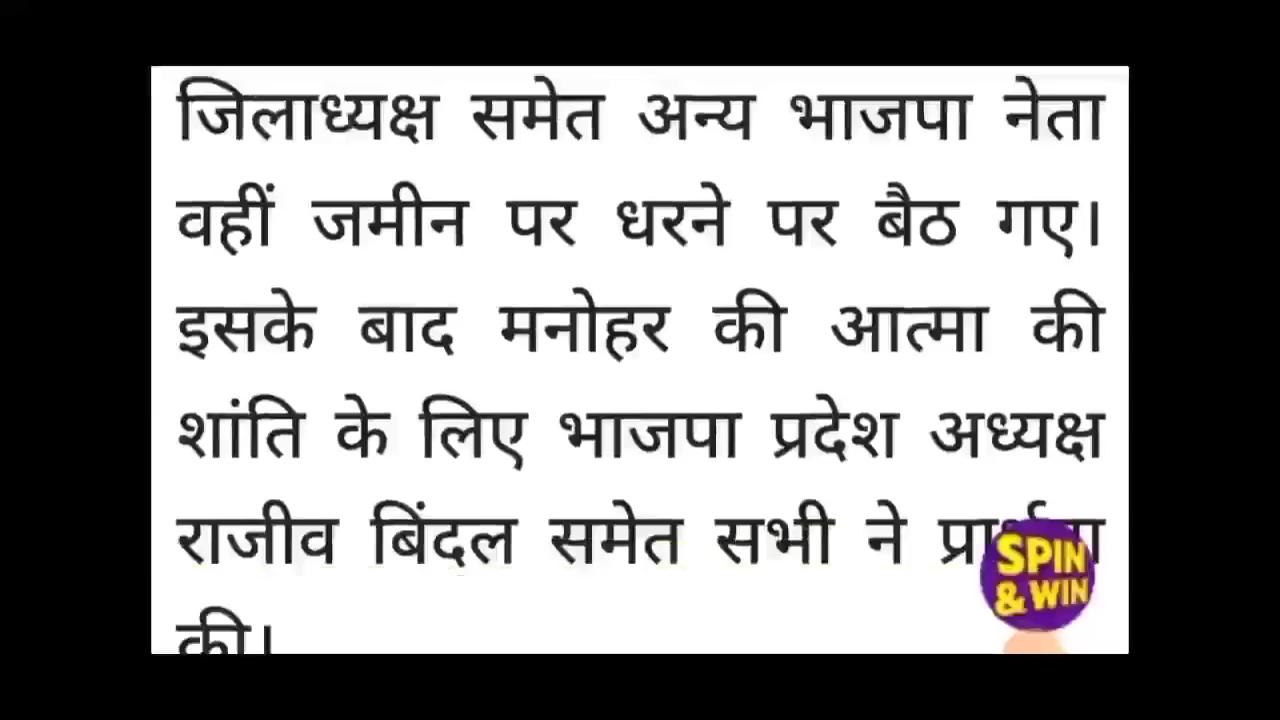 जिलाध्यक्ष समेत अन्य भाजपा नेता
वहीं जमीन पर धरने पर बैठ गए।
इसके बाद मनोहर की आत्मा की
शांति के लिए भाजपा प्रदेश अध्यक्ष
राजीव बिंदल समेत सभी ने
की।
SPIN
& WIN